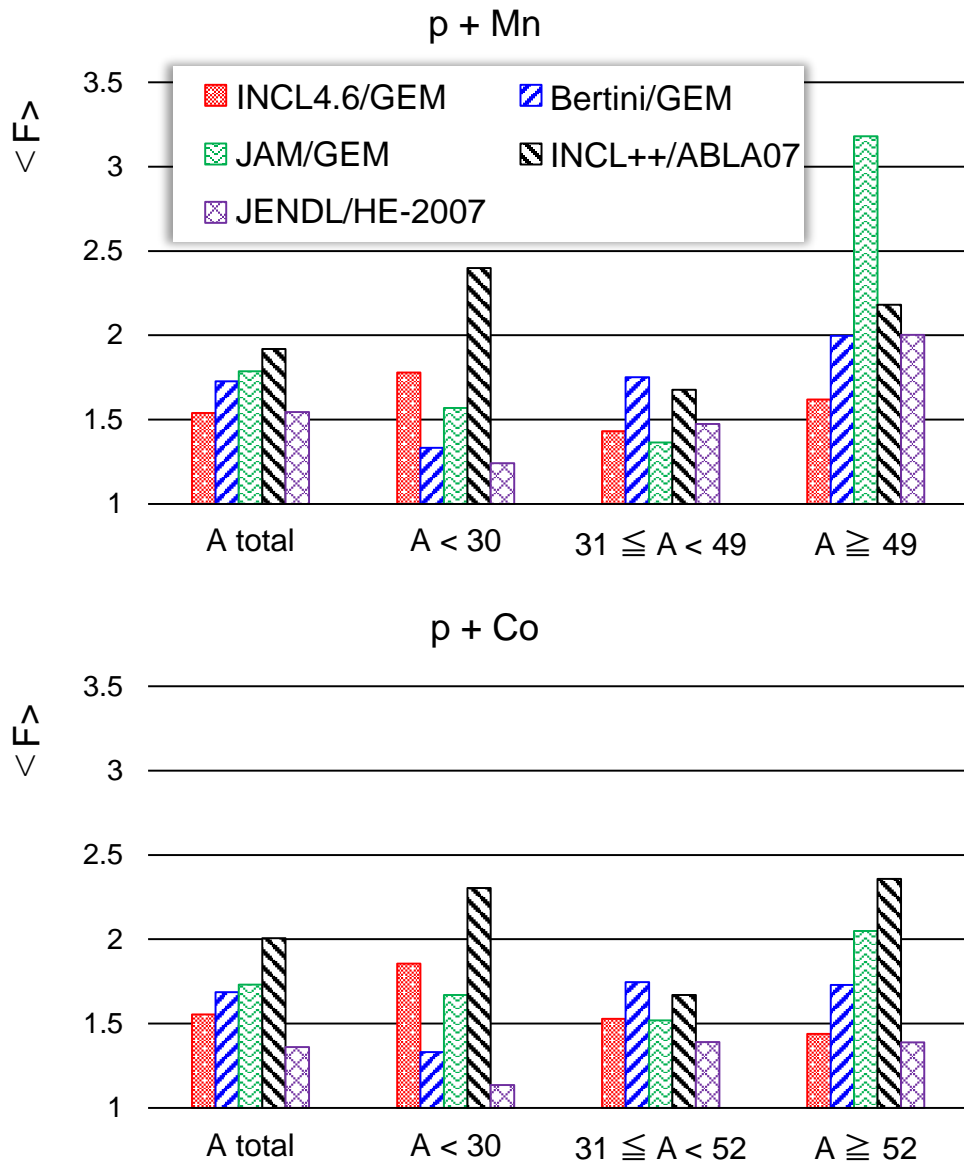 p + Mn
<F>
3.5
3
2.5
2
1.5
1
INCL4.6/GEM
Bertini/GEM
JAM/GEM
INCL++/ABLA07
JENDL/HE-2007
A total
A < 30
31 ≦ A < 49
A ≧ 49
p + Co
<F>
3.5
3
2.5
2
1.5
1
A total
A < 30
31 ≦ A < 52
A ≧ 52